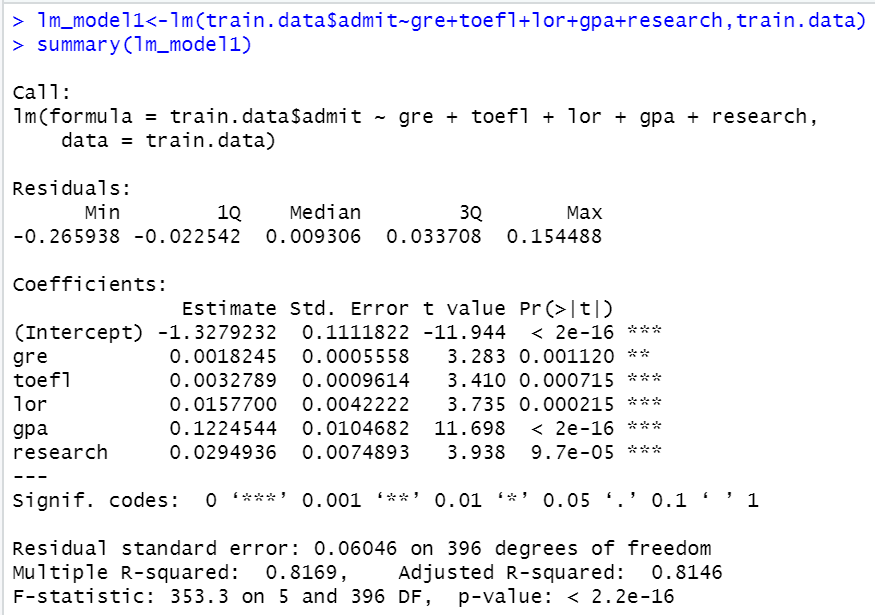 > lm_model1<-lm(train.data$admit~gre+toefl+lor+gpa+research,train.data)
> summary(lm_model1)

Call:
lm(formula = train.data$admit ~ gre + toefl + lor + gpa + research, 
    data = train.data)

Residuals:
      Min        1Q    Median        3Q       Max 
-0.265938 -0.022542  0.009306  0.033708  0.154488 

Coefficients:
              Estimate Std. Error t value Pr(>|t|)    
(Intercept) -1.3279232  0.1111822 -11.944  < 2e-16 ***
gre          0.0018245  0.0005558   3.283 0.001120 ** 
toefl        0.0032789  0.0009614   3.410 0.000715 ***
lor          0.0157700  0.0042222   3.735 0.000215 ***
gpa          0.1224544  0.0104682  11.698  < 2e-16 ***
research     0.0294936  0.0074893   3.938  9.7e-05 ***
---
Signif. codes:  0 ‘***’ 0.001 ‘**’ 0.01 ‘*’ 0.05 ‘.’ 0.1 ‘ ’ 1

Residual standard error: 0.06046 on 396 degrees of freedom
Multiple R-squared:  0.8169,	Adjusted R-squared:  0.8146 
F-statistic: 353.3 on 5 and 396 DF,  p-value: < 2.2e-16